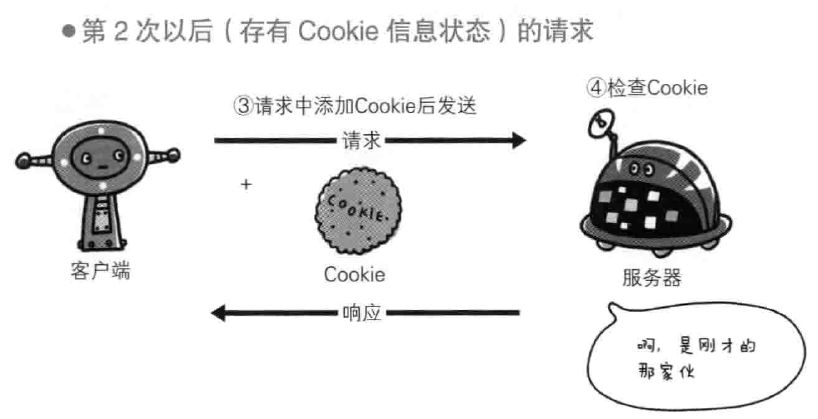 ●第 2 次以后（存有 Cookie 信息状态）的请求
③请求中添加Cookie后发送
④检查Cookie
请求
+
COOKIE.
客户端
Cookie
服务器
响应
啊，是刚才的
那家伙